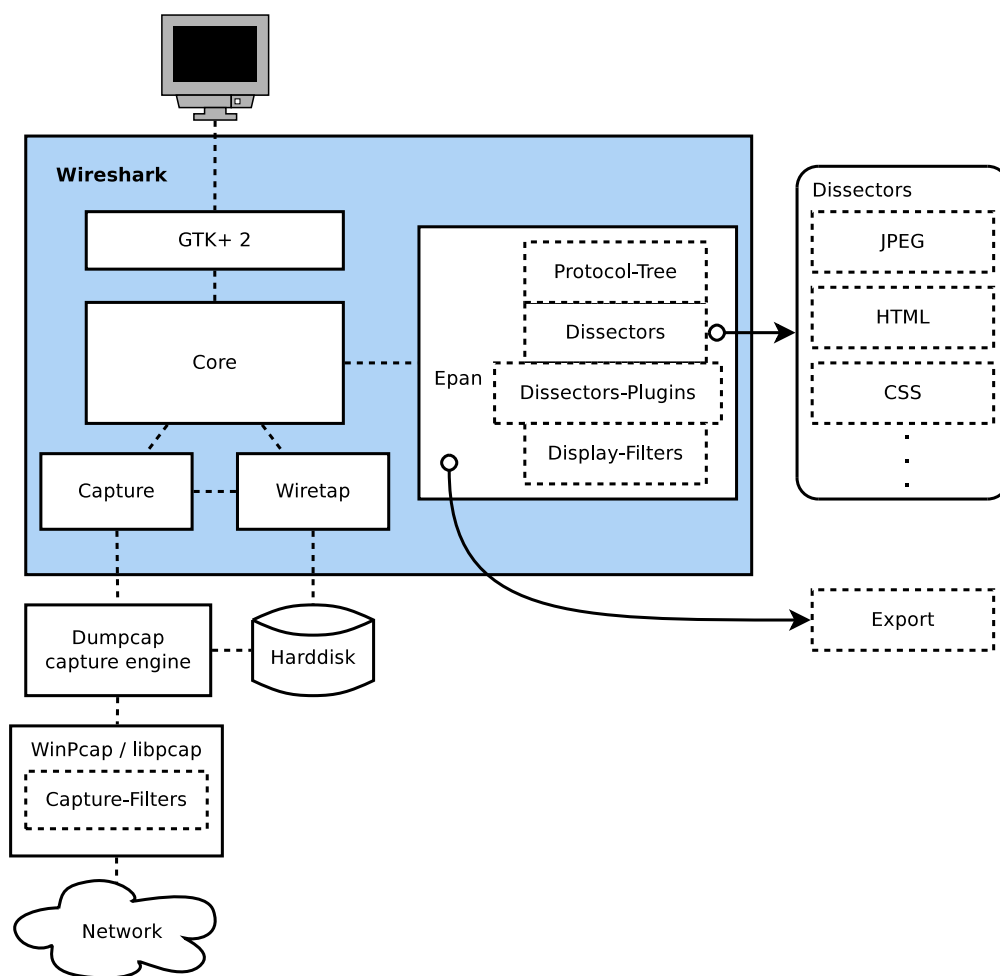 Wireshark
GTK+ 2
Core
Capture
Wiretap
Epan
Protocol-Tree
Dissectors
Dissectors-Plugins
Display-Filters
Dissectors
JPEG
HTML
CSS
.
.
.
Export
Dumpcap
capture engine
Harddisk
WinPcap / libpcap
Capture-Filters
Network